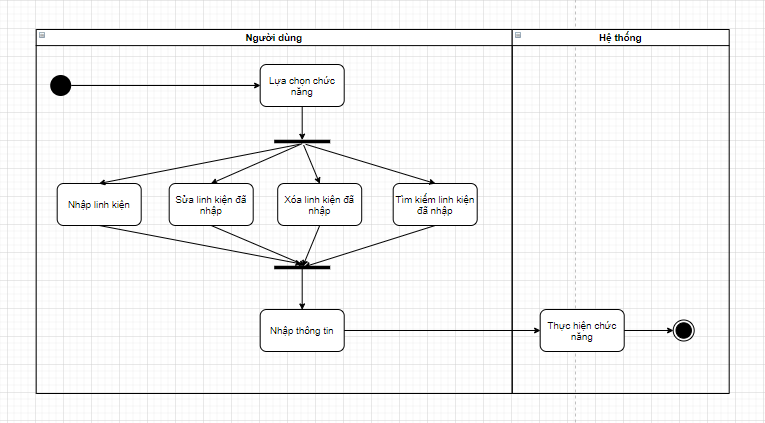 Người dùng
Hệ thống
Lựa chọn chức
năng
Nhập linh kiện
Sửa linh kiện đã
nhập
Xóa linh kiện đã
nhập
Tìm kiếm linh kiện
đã nhập
Nhập thông tin
Thực hiện chức
năng